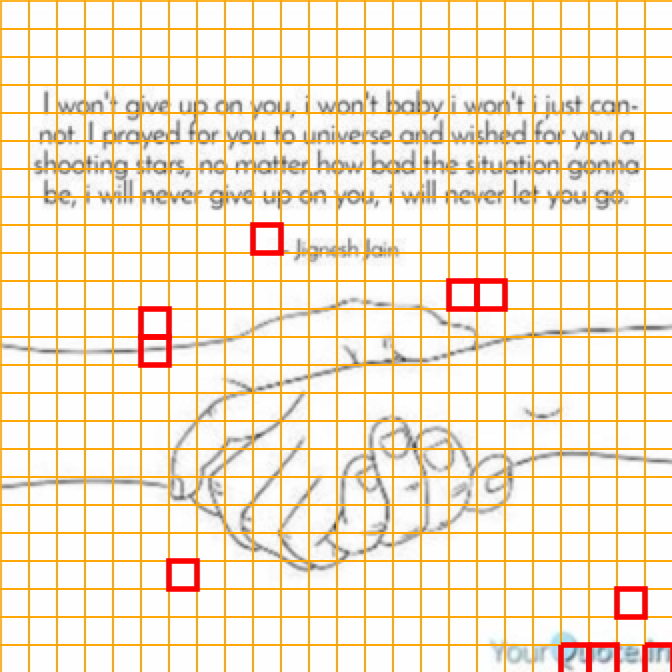 I won't give up on you, i won't baby i won't i just can-
not. I prayed for you to universe and wished for you a
shooting stars, no matter how bad the situation gonna
be, i will never give up on you, i will never let you go.
- Jignesh Jain
YourQuote.in